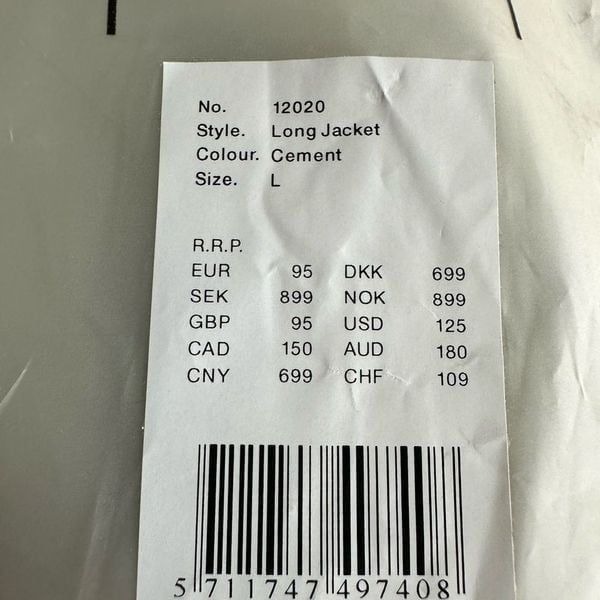 No. 12020
Style. Long Jacket
Colour. Cement
Size. L
R.R.P.
EUR 95 DKK 699
SEK 899 NOK 899
GBP 95 USD 125
CAD 150 AUD 180
CNY 699 CHF 109
5 711747 497408